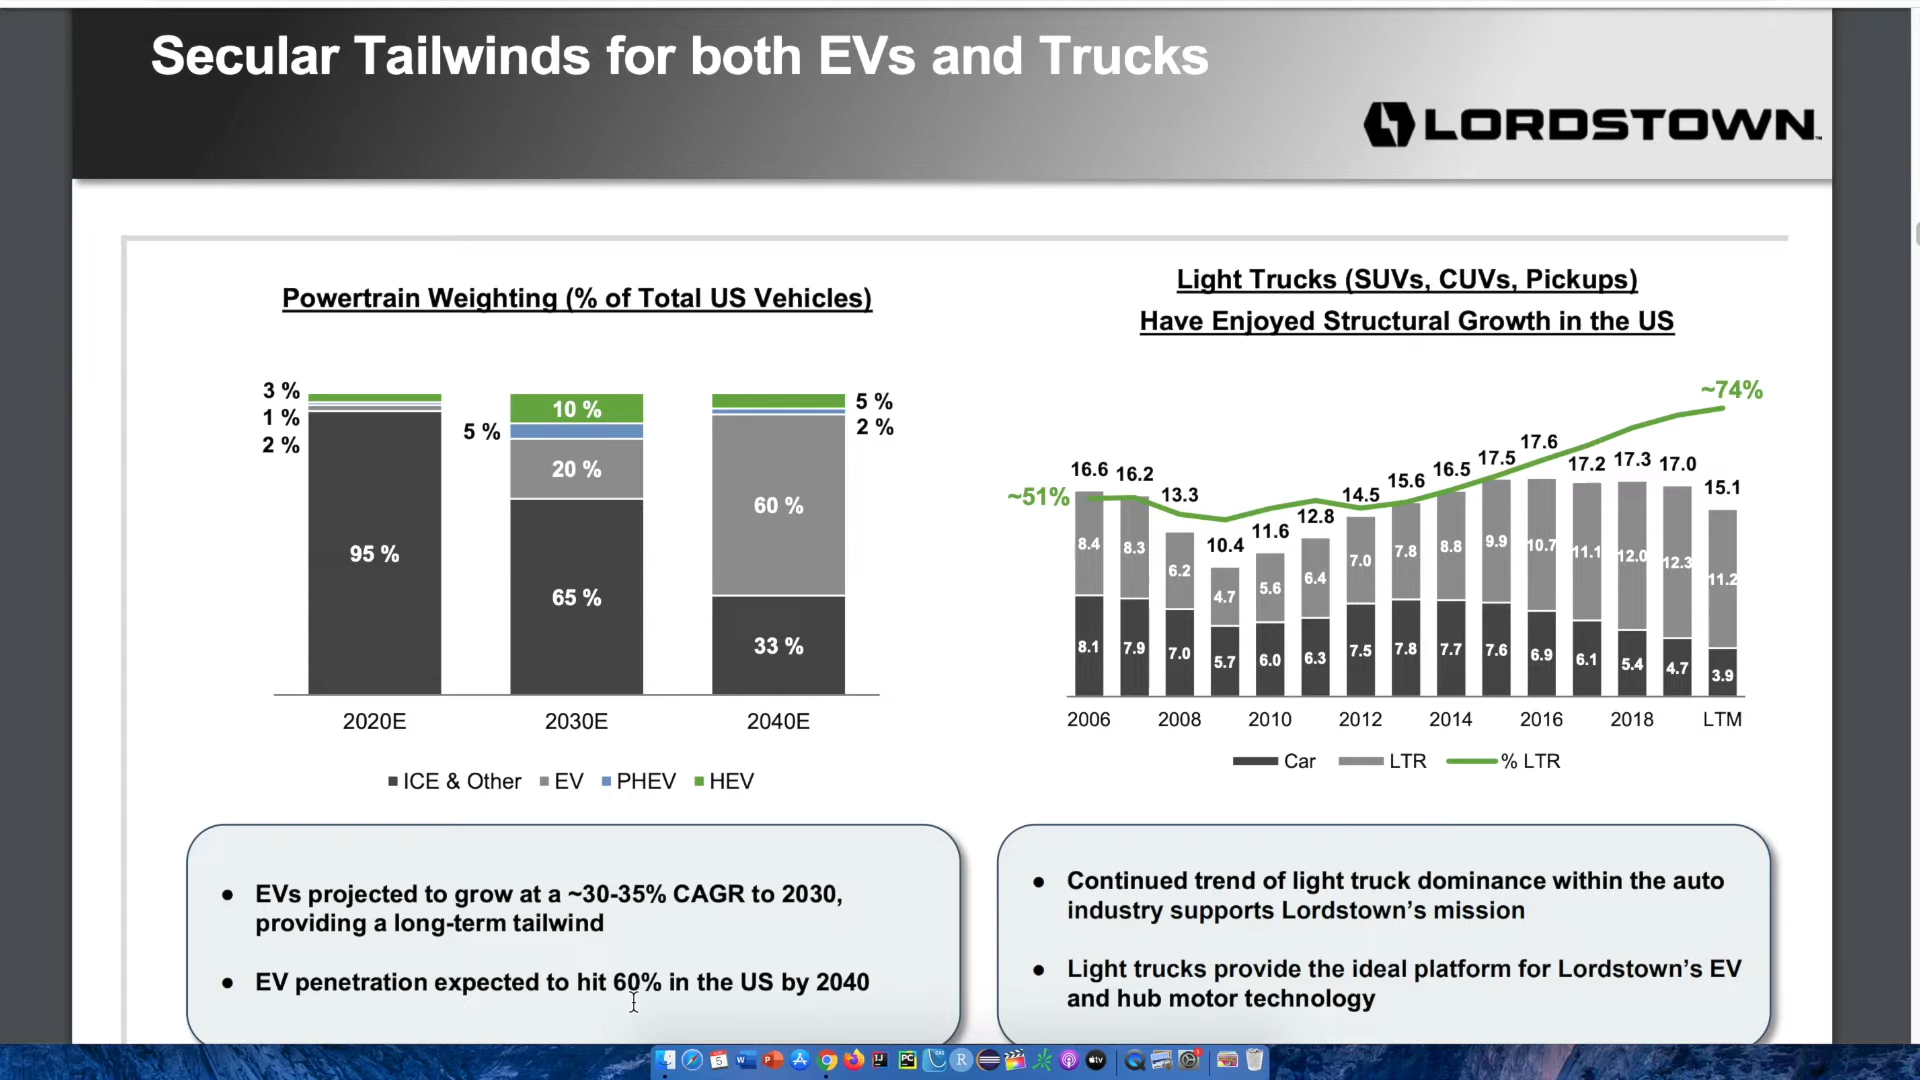 Secular Tailwinds for both EVs and Trucks
LORDSTOWN
Powertrain Weighting (% of Total US Vehicles)
3 %
1 %
2 %
95 %
5 %
10 %
20 %
65 %
5 %
2 %
60 %
33 %
2020E 2030E 2040E
ICE & Other EV PHEV HEV
EVs projected to grow at a ~30-35% CAGR to 2030,
providing a long-term tailwind
EV penetration expected to hit 60% in the US by 2040
Light Trucks (SUVs, CUVs, Pickups)
Have Enjoyed Structural Growth in the US
~51%
~74%
16.6 16.2 13.3 10.4 11.6 12.8 14.5 15.6 16.5 17.5 17.6 17.2 17.3 17.0 15.1
8.4 8.3 6.2 4.7 5.6 6.4 7.0 7.8 8.8 9.9 10.7 11.1 12.0 12.3 11.2
8.1 7.9 7.0 5.7 6.0 6.3 7.5 7.8 7.7 7.6 6.9 6.1 5.4 4.7 3.9
2006 2008 2010 2012 2014 2016 2018 LTM
Car LTR % LTR
Continued trend of light truck dominance within the auto
industry supports Lordstown's mission
Light trucks provide the ideal platform for Lordstown's EV
and hub motor technology